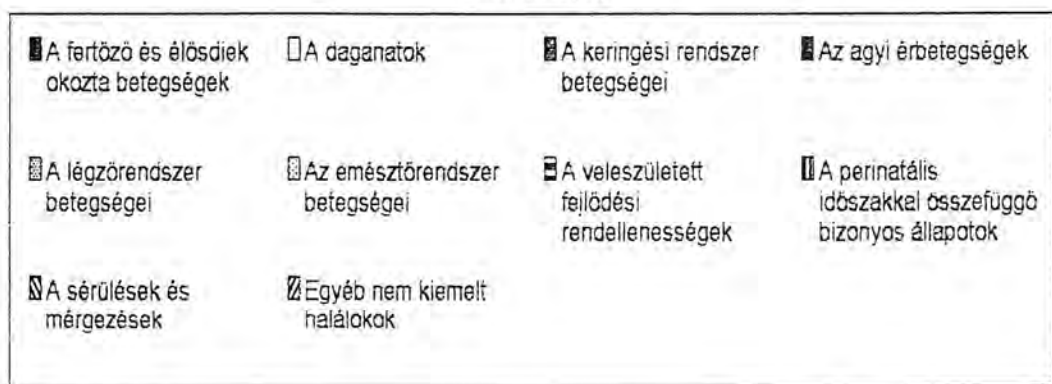 A fertőző és élősdiek
okozta betegségek
A daganatok
A keringési rendszer
betegségei
Az agyi érbetegségek
A légzőrendszer
betegségei
Az emésztőrendszer
betegségei
A veleszületett
fejlődési
rendellenességek
A perinatális
időszakkal összefüggő
bizonyos állapotok
A sérülések és
mérgezések
Egyéb nem kiemelt
halálokok